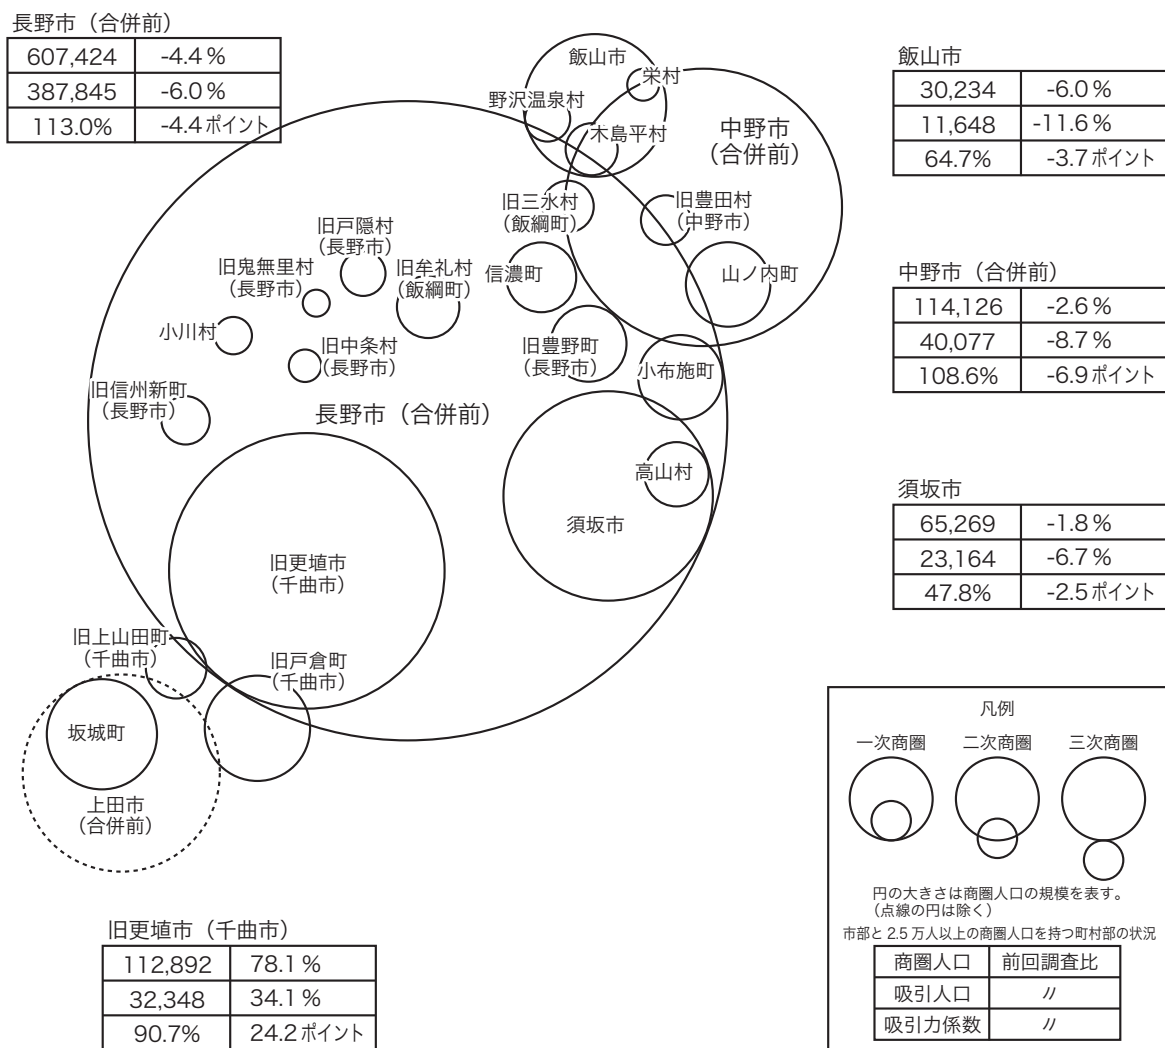 長野市（合併前）
607,424 -4.4％
387,845 -6.0％
113.0% -4.4ポイント
飯山市
30,234 -6.0％
11,648 -11.6％
64.7% -3.7ポイント
中野市（合併前）
114,126 -2.6％
40,077 -8.7％
108.6% -6.9ポイント
須坂市
65,269 -1.8％
23,164 -6.7％
47.8% -2.5ポイント
飯山市
栄村
野沢温泉村
木島平村
中野市
（合併前）
旧三水村
（飯綱町）
旧豊田村
（中野市）
旧戸隠村
（長野市）
旧鬼無里村
（長野市）
旧牟礼村
（飯綱町）
信濃町
山ノ内町
小川村
旧中条村
（長野市）
旧豊野町
（長野市）
小布施町
旧信州新町
（長野市）
長野市（合併前）
高山村
須坂市
旧更埴市
（千曲市）
旧上山田町
（千曲市）
旧戸倉町
（千曲市）
坂城町
上田市
（合併前）
旧更埴市（千曲市）
112,892 78.1％
32,348 34.1％
90.7% 24.2ポイント
凡例
一次商圏 二次商圏 三次商圏
円の大きさは商圏人口の規模を表す。
（点線の円は除く）
市部と2.5万人以上の商圏人口を持つ町村部の状況
商圏人口 前回調査比
吸引人口 〃
吸引力係数 〃